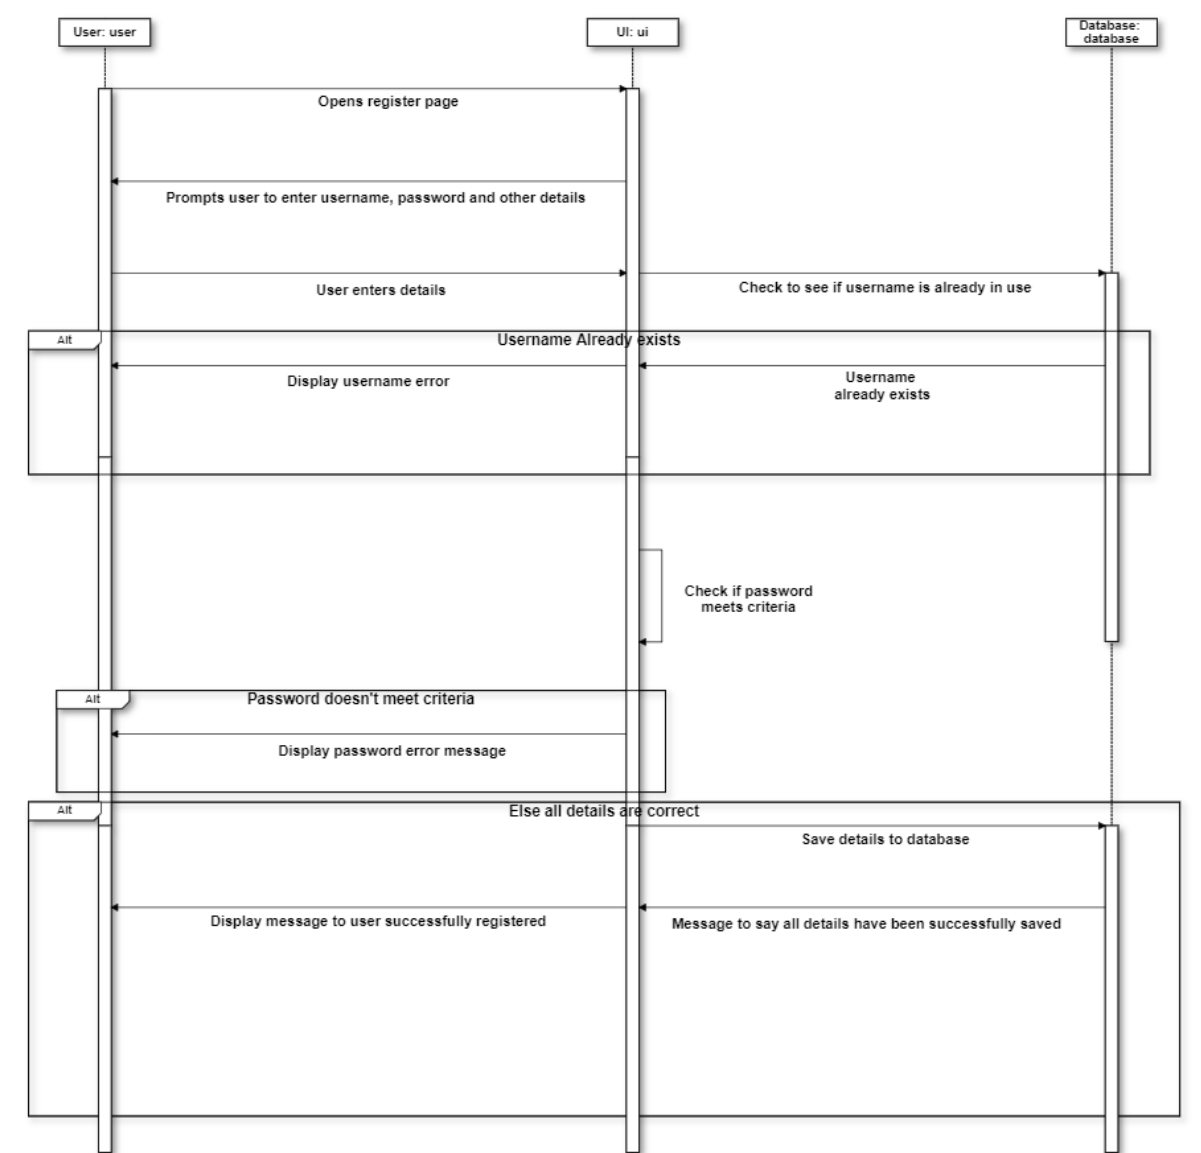 User: user
UI: ui
Database:
database
Opens register page
Prompts user to enter username, password and other details
User enters details
Check to see if username is already in use
Alt
Username Already exists
Display username error
Username
already exists
Check if password
meets criteria
Alt
Password doesn't meet criteria
Display password error message
Alt
Else all details are correct
Save details to database
Display message to user successfully registered
Message to say all details have been successfully saved